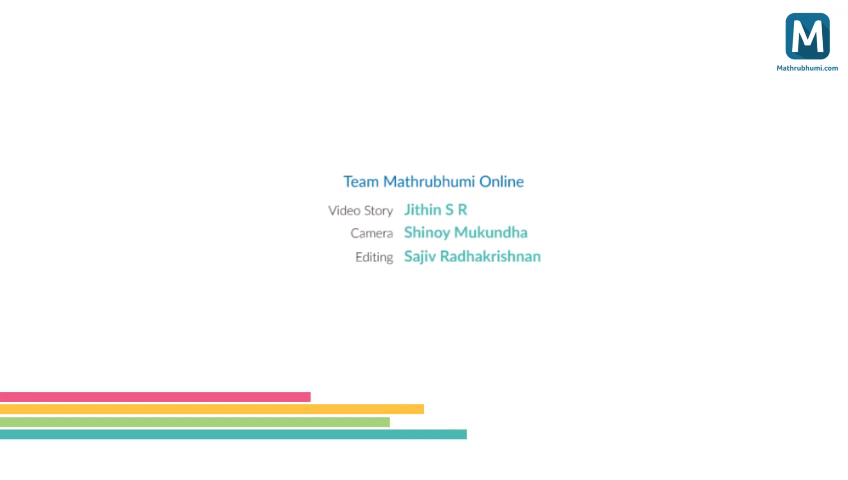 M
Mathrubhumi.com
Team Mathrubhumi Online
Video Story Jithin S R
Camera Shinoy Mukundha
Editing Sajiv Radhakrishnan